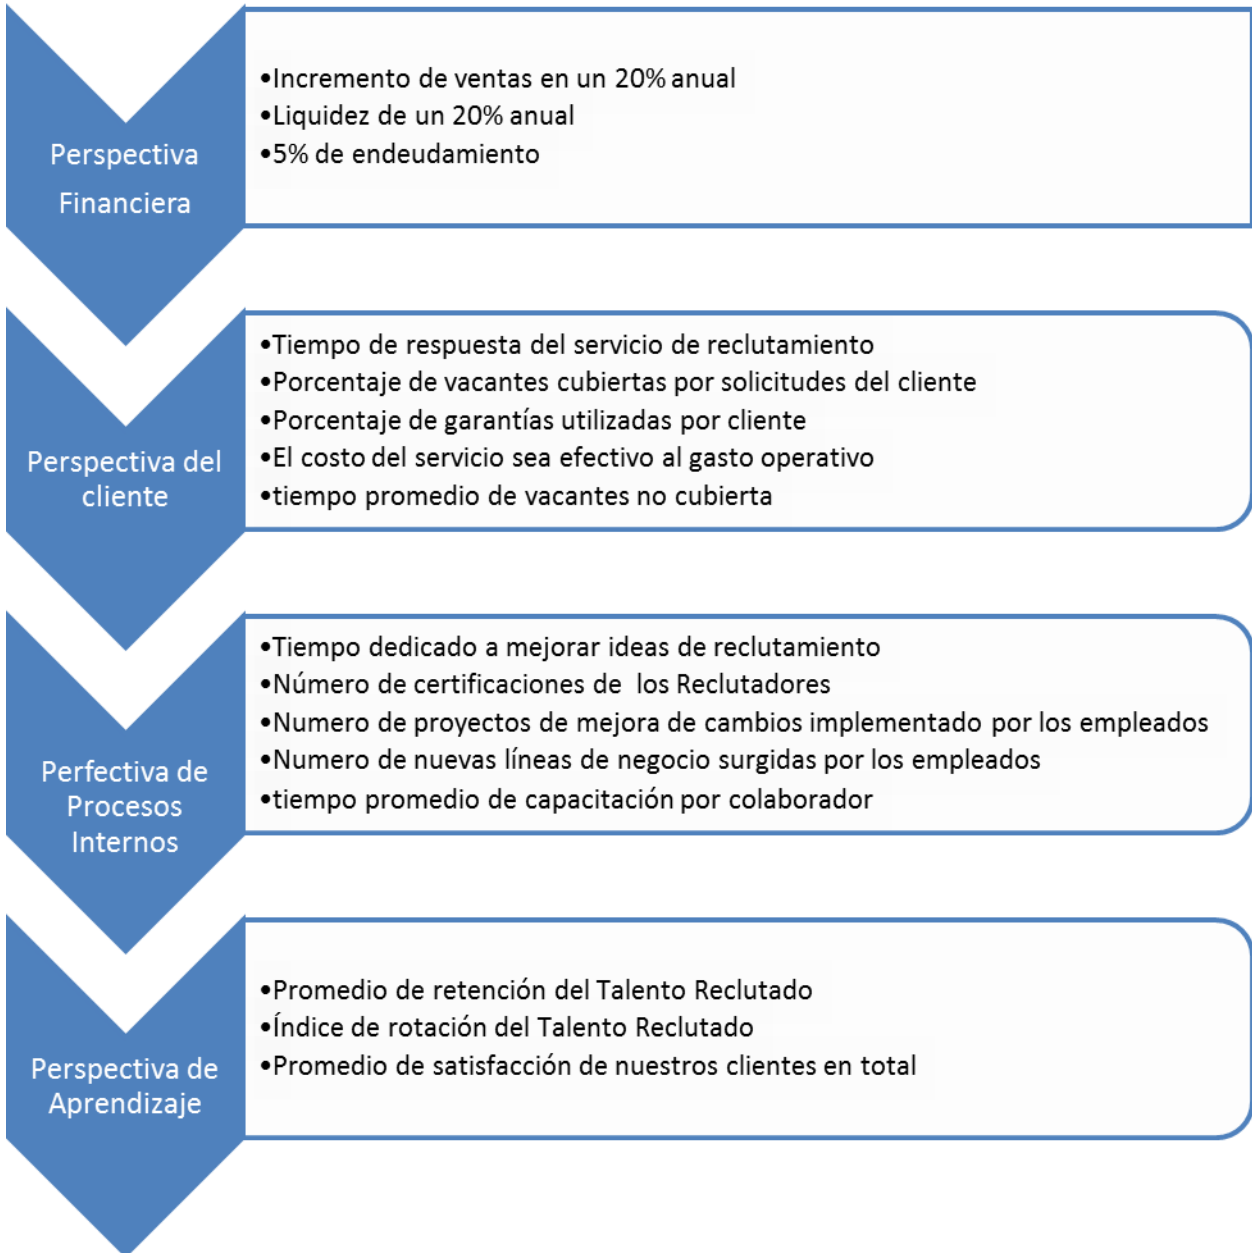 Perspectiva
Financiera
•Incremento de ventas en un 20% anual
•Liquidez de un 20% anual
•5% de endeudamiento
Perspectiva del
cliente
•Tiempo de respuesta del servicio de reclutamiento
•Porcentaje de vacantes cubiertas por solicitudes del cliente
•Porcentaje de garantías utilizadas por cliente
•El costo del servicio sea efectivo al gasto operativo
•tiempo promedio de vacantes no cubierta
Perfectiva de
Procesos
Internos
•Tiempo dedicado a mejorar ideas de reclutamiento
•Número de certificaciones de los Reclutadores
•Numero de proyectos de mejora de cambios implementado por los empleados
•Numero de nuevas líneas de negocio surgidas por los empleados
•tiempo promedio de capacitación por colaborador
Perspectiva de
Aprendizaje
•Promedio de retención del Talento Reclutado
•Índice de rotación del Talento Reclutado
•Promedio de satisfacción de nuestros clientes en total